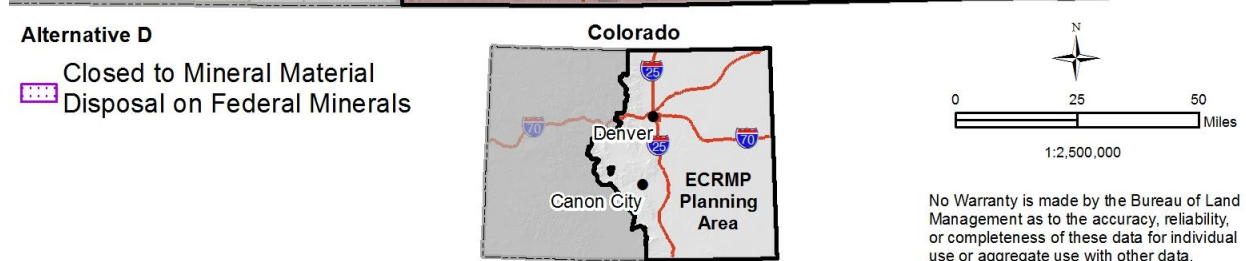 Alternative D
Closed to Mineral Material
Disposal on Federal Minerals
Colorado
25
70
Denver
25
70
Canon City
ECRMP
Planning
Area
N
0 25 50
Miles
1:2,500,000
No Warranty is made by the Bureau of Land
Management as to the accuracy, reliability,
or completeness of these data for individual
use or aggregate use with other data.